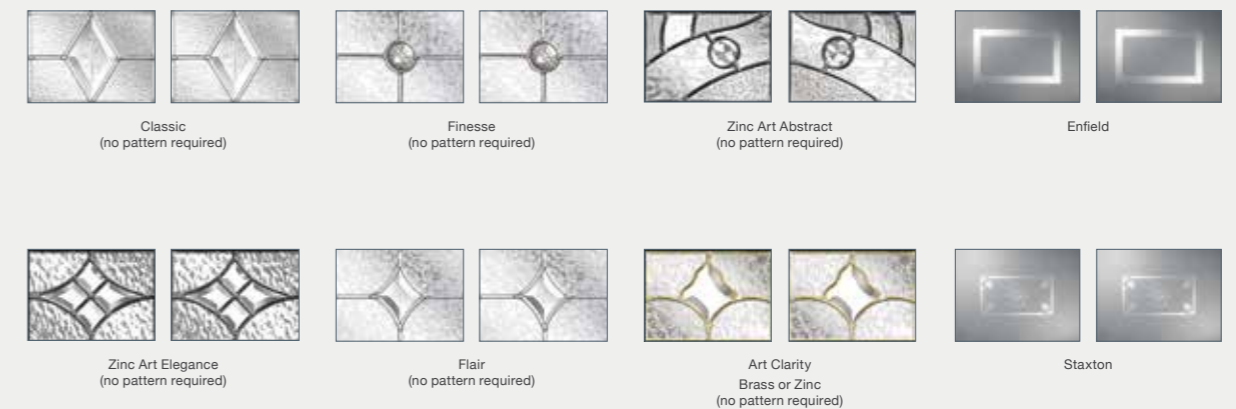 Classic
(no pattern required)
Finesse
(no pattern required)
Zinc Art Abstract
(no pattern required)
Enfield
Zinc Art Elegance
(no pattern required)
Flair
(no pattern required)
Art Clarity
Brass or Zinc
(no pattern required)
Staxton